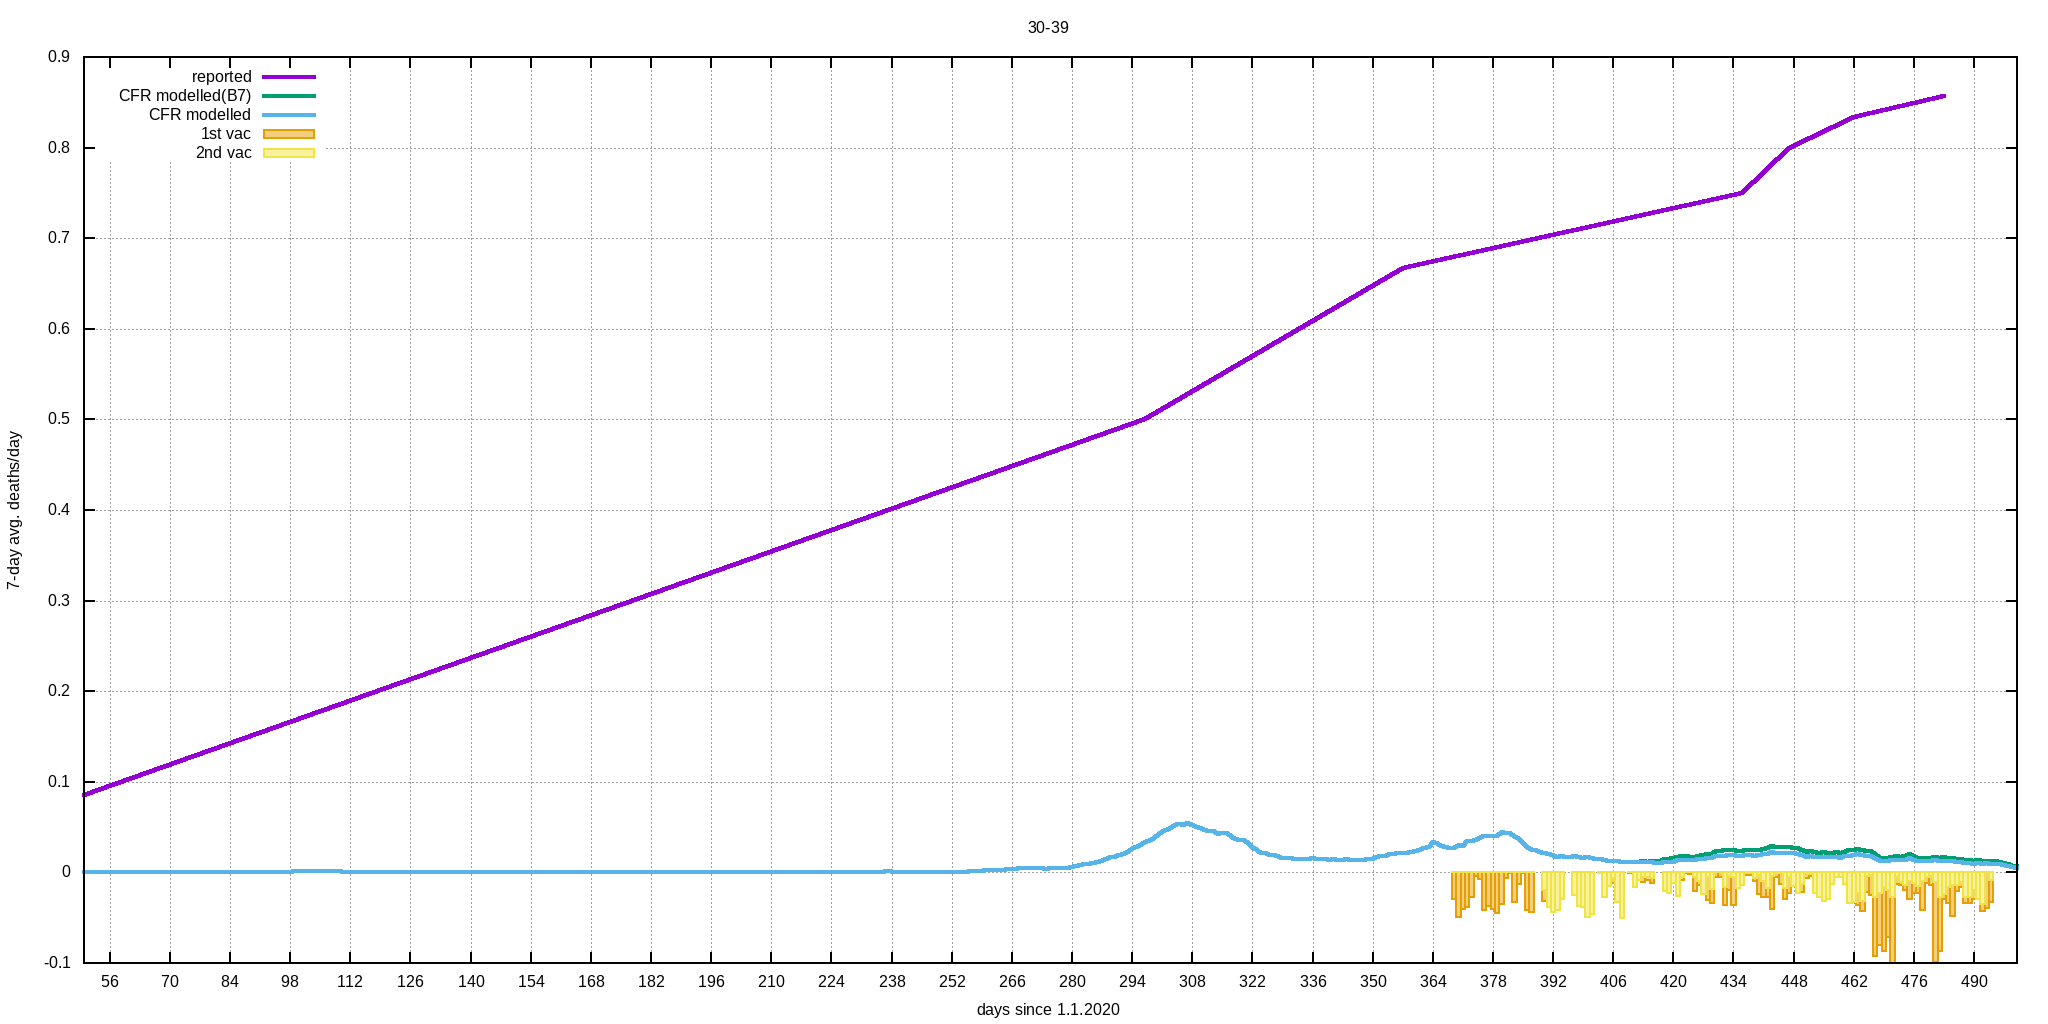 30-39
0.9
0.8
0.7
0.6
0.5
0.4
0.3
0.2
0.1
0
-0.1
7-day avg. deaths/day
reported
CFR modelled(B7)
CFR modelled
1st vac
2nd vac
56 70 84 98 112 126 140 154 168 182 196 210 224 238 252 266 280 294 308 322 336 350 364 378 392 406 420 434 448 462 476 490
days since 1.1.2020